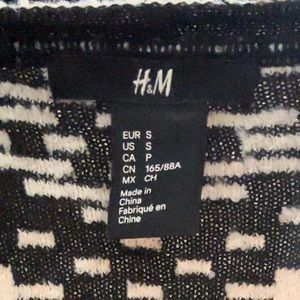 H&M
EUR S
US S
CA P
CN 165/88A
MX CH
Made in
China
Fabriqué en
Chine